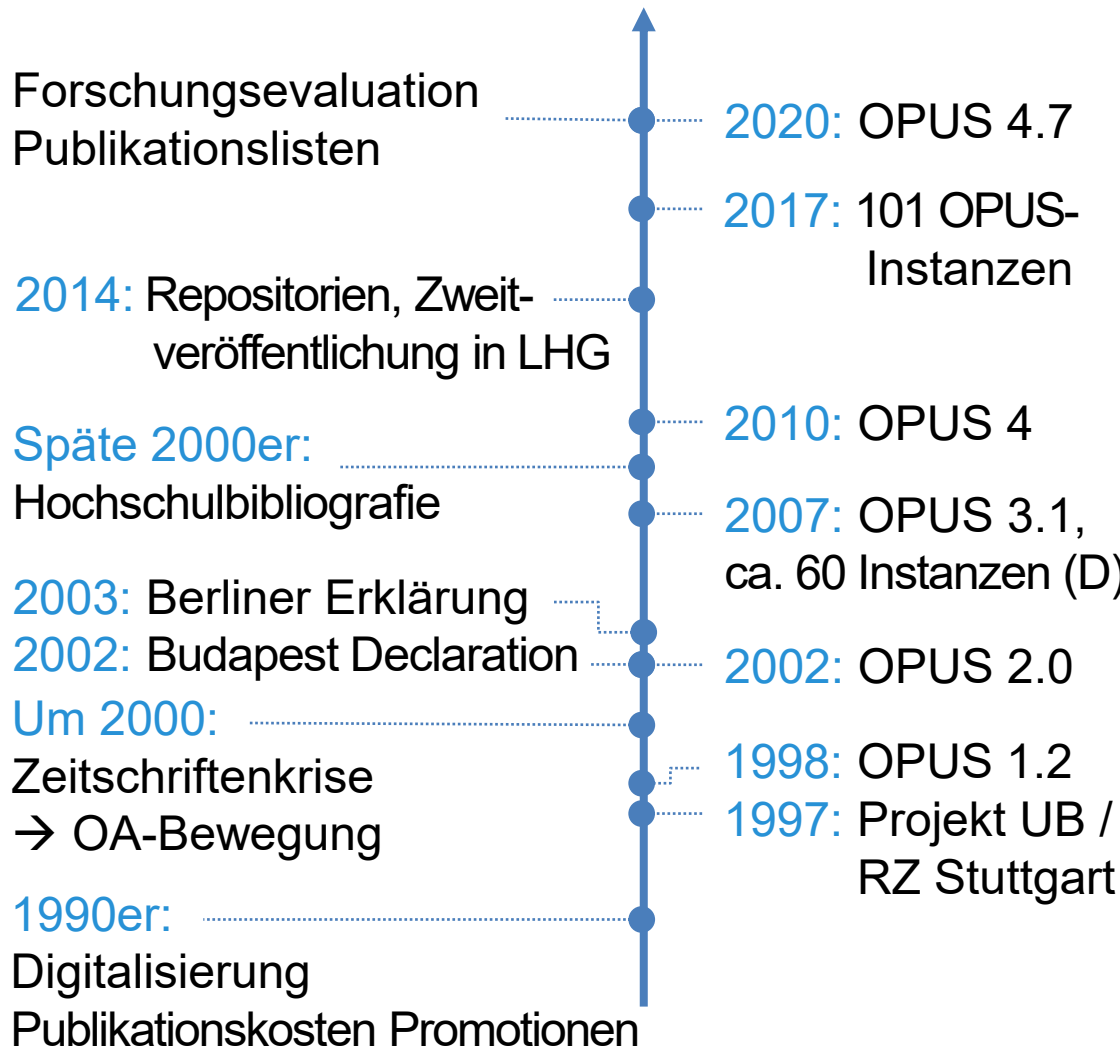 Forschungsevaluation
Publikationslisten
2020: OPUS 4.7
2017: 101 OPUS-
Instanzen
2014: Repositorien, Zweit-
veröffentlichung in LHG
2010: OPUS 4
Späte 2000er:
Hochschulbibliografie
2007: OPUS 3.1,
ca. 60 Instanzen (D)
2003: Berliner Erklärung
2002: Budapest Declaration
2002: OPUS 2.0
Um 2000:
Zeitschriftenkrise
→ OA-Bewegung
1998: OPUS 1.2
1997: Projekt UB /
RZ Stuttgart
1990er:
Digitalisierung
Publikationskosten Promotionen